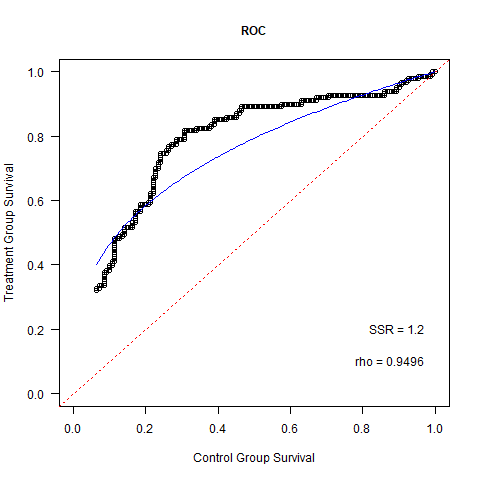 ROC
Treatment Group Survival
1.0
0.8
0.6
0.4
0.2
0.0
SSR = 1.2
rho = 0.9496
0.0 0.2 0.4 0.6 0.8 1.0
Control Group Survival